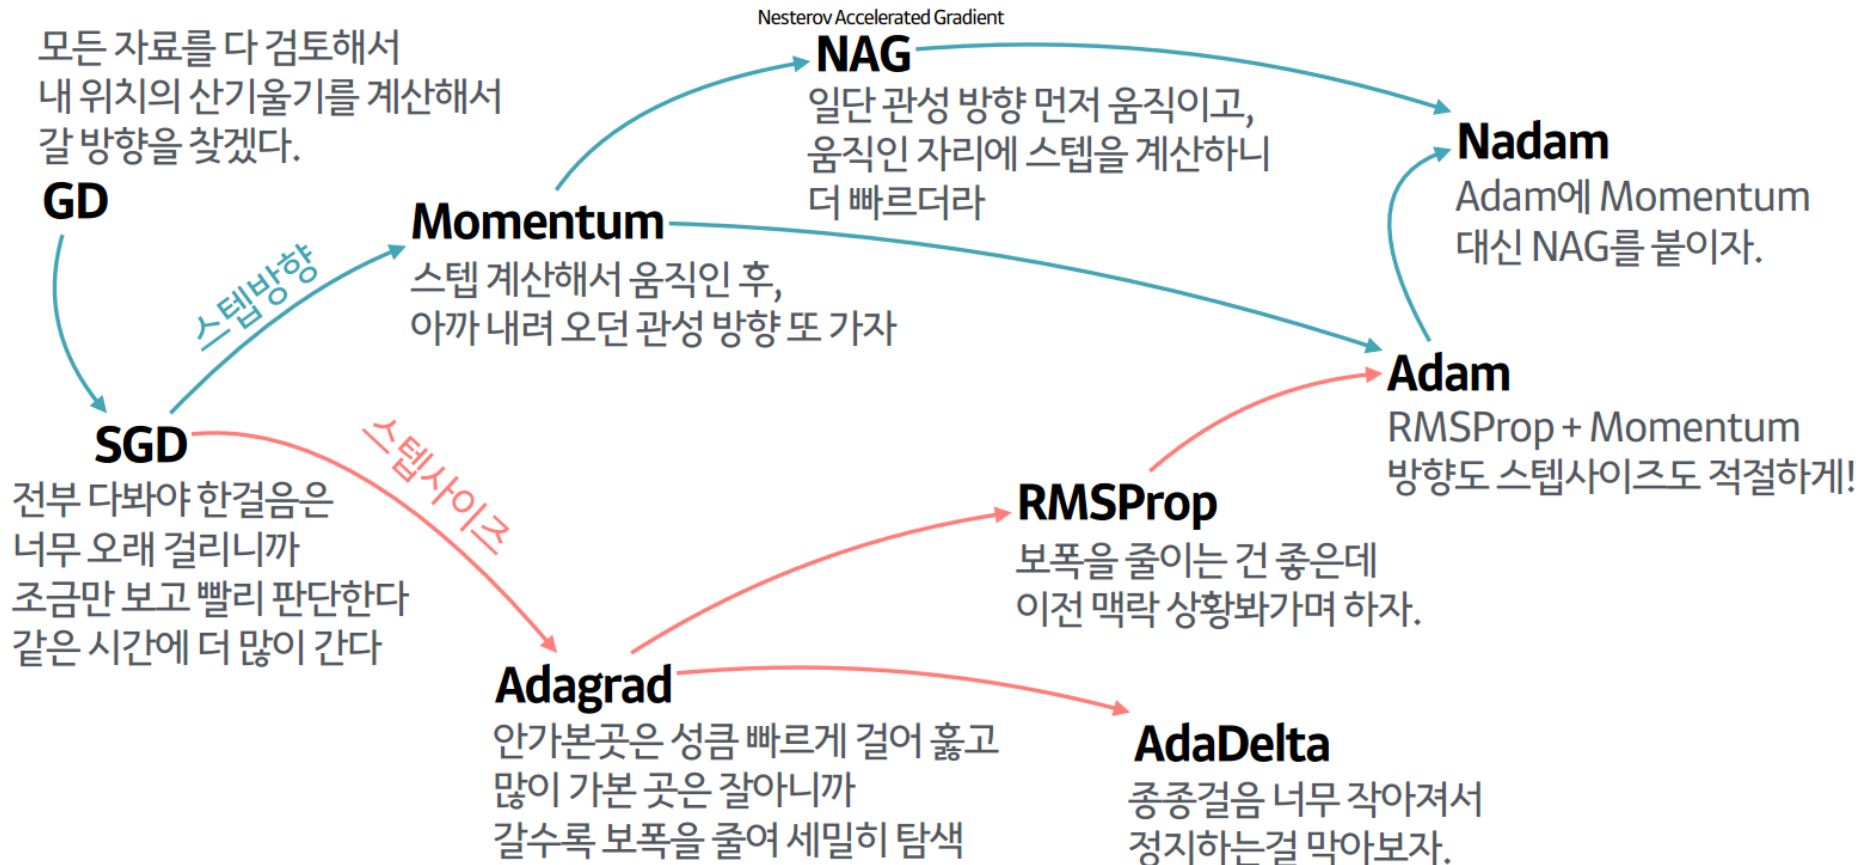 모든 자료를 다 검토해서
내 위치의 산기울기를 계산해서
갈 방향을 찾겠다.
GD
스텝방향
SGD
전부 다봐야 한걸음은
너무 오래 걸리니까
조금만 보고 빨리 판단한다
같은 시간에 더 많이 간다
Momentum
스텝 계산해서 움직인 후,
아까 내려 오던 관성 방향 또 가자
Nesterov Accelerated Gradient
NAG
일단 관성 방향 먼저 움직이고,
움직인 자리에 스텝을 계산하니
더 빠르더라
Nadam
Adam에 Momentum
대신 NAG를 붙이자.
Adam
RMSProp + Momentum
방향도 스텝사이즈도 적절하게!
스텝사이즈
RMSProp
보폭을 줄이는 건 좋은데
이전 맥락 상황봐가며 하자.
Adagrad
안가본곳은 성큼 빠르게 걸어 훓고
많이 가본 곳은 잘아니까
갈수록 보폭을 줄여 세밀히 탐색
AdaDelta
종종걸음 너무 작아져서
정지하는걸 막아보자.